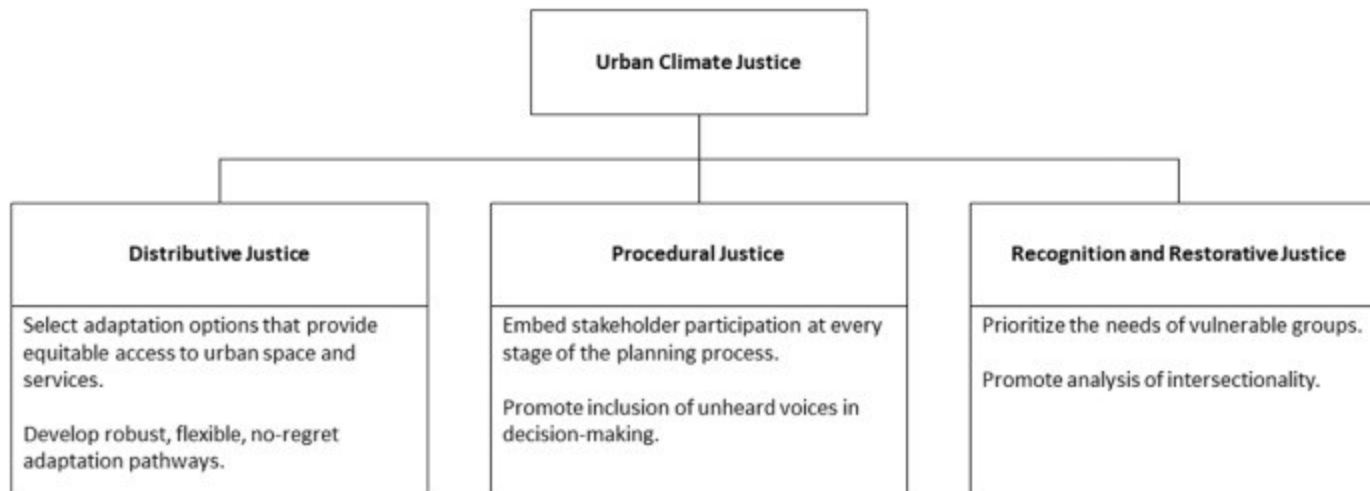 Urban Climate Justice
Distributive Justice
Select adaptation options that provide
equitable access to urban space and
services.
Develop robust, flexible, no-regret
adaptation pathways.
Procedural Justice
Embed stakeholder participation at every
stage of the planning process.
Promote inclusion of unheard voices in
decision-making.
Recognition and Restorative Justice
Prioritize the needs of vulnerable groups.
Promote analysis of intersectionality.